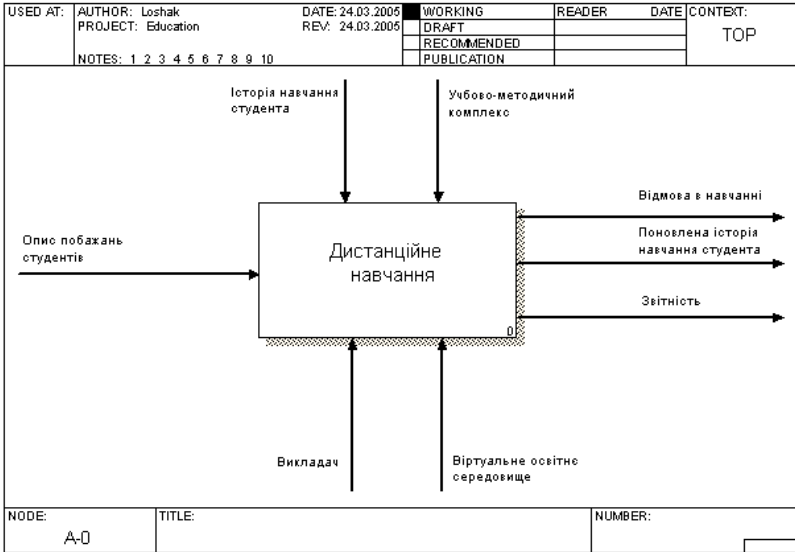 USED AT:
AUTHOR: Loshak
DATE: 24.03.2005
WORKING
READER
DATE
CONTEXT:
PROJECT: Education
REV: 24.03.2005
DRAFT
TOP
RECOMMENDED
NOTES: 1 2 3 4 5 6 7 8 9 10
PUBLICATION
Історія навчання
студента
Учбово-методичний
комплекс
Опис побажань
студентів
Дистанційне
навчання
0
Відмова в навчанні
Поновлена історія
навчання студента
Звітність
Викладач
Віртуальне освітнє
середовище
NODE:
A-0
TITLE:
NUMBER: